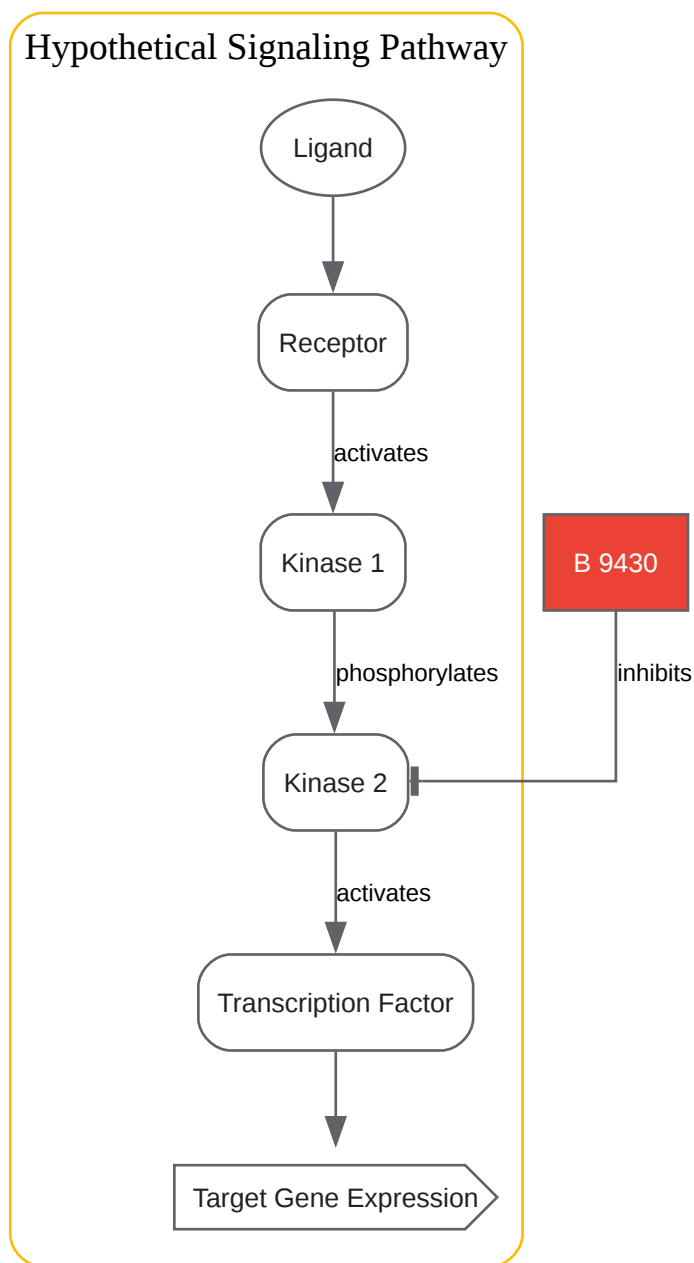 Hypothetical Signaling Pathway
Ligand
Receptor
activates
Kinase 1
B 9430
phosphorylates
inhibits
Kinase 2
activates
Transcription Factor
Target Gene Expression